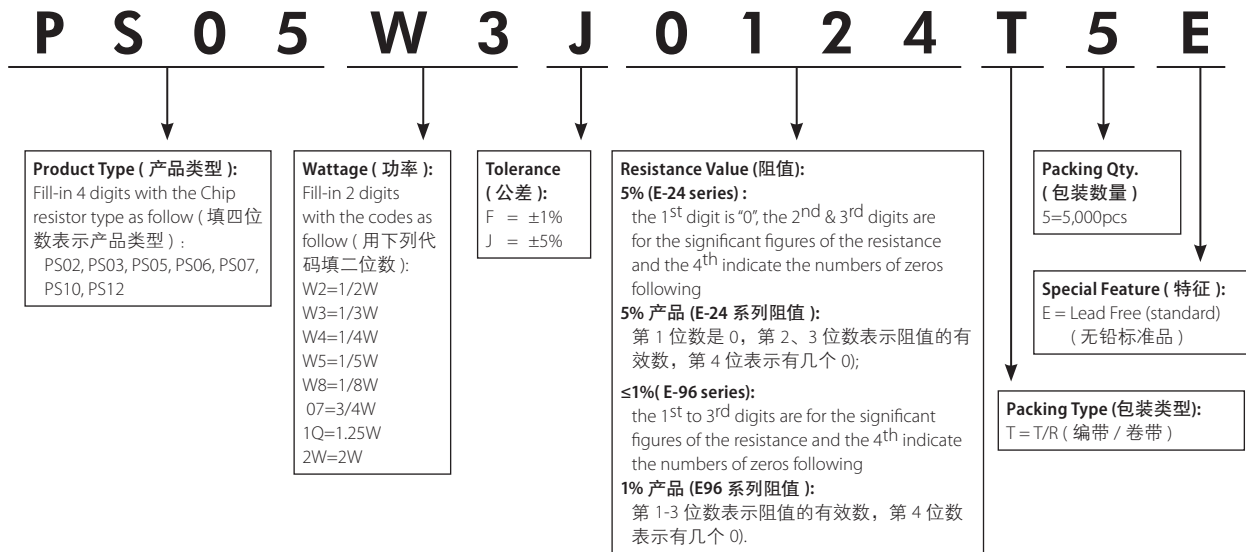 P S 0 5 W 3 J 0 1 2 4 T 5 E
Product Type ( 产品类型 ):
Fill-in 4 digits with the Chip
resistor type as follow ( 填四位
数表示产品类型 ) :
PS02, PS03, PS05, PS06, PS07,
PS10, PS12
Wattage ( 功率 ):
Fill-in 2 digits
with the codes as
follow ( 用下列代
码填二位数 ):
W2=1/2W
W3=1/3W
W4=1/4W
W5=1/5W
W8=1/8W
07=3/4W
1Q=1.25W
2W=2W
Tolerance
( 公差 ):
F = ±1%
J = ±5%
Resistance Value (阻值):
5% (E-24 series) :
the 1st digit is “0”, the 2nd & 3rd digits are
for the significant figures of the resistance
and the 4th indicate the numbers of zeros
following
5% 产品 (E-24 系列阻值 ):
第 1 位数是 0，第 2、3 位数表示阻值的有
效数，第 4 位表示有几个 0);
≤1%( E-96 series):
the 1st to 3rd digits are for the significant
figures of the resistance and the 4th indicate
the numbers of zeros following
1% 产品 (E96 系列阻值 ):
第 1-3 位数表示阻值的有效数，第 4 位数
表示有几个 0).
Packing Qty.
( 包装数量 )
5=5,000pcs
Special Feature ( 特征 ):
E = Lead Free (standard)
( 无铅标准品 )
Packing Type (包装类型):
T = T/R ( 编带 / 卷带 )